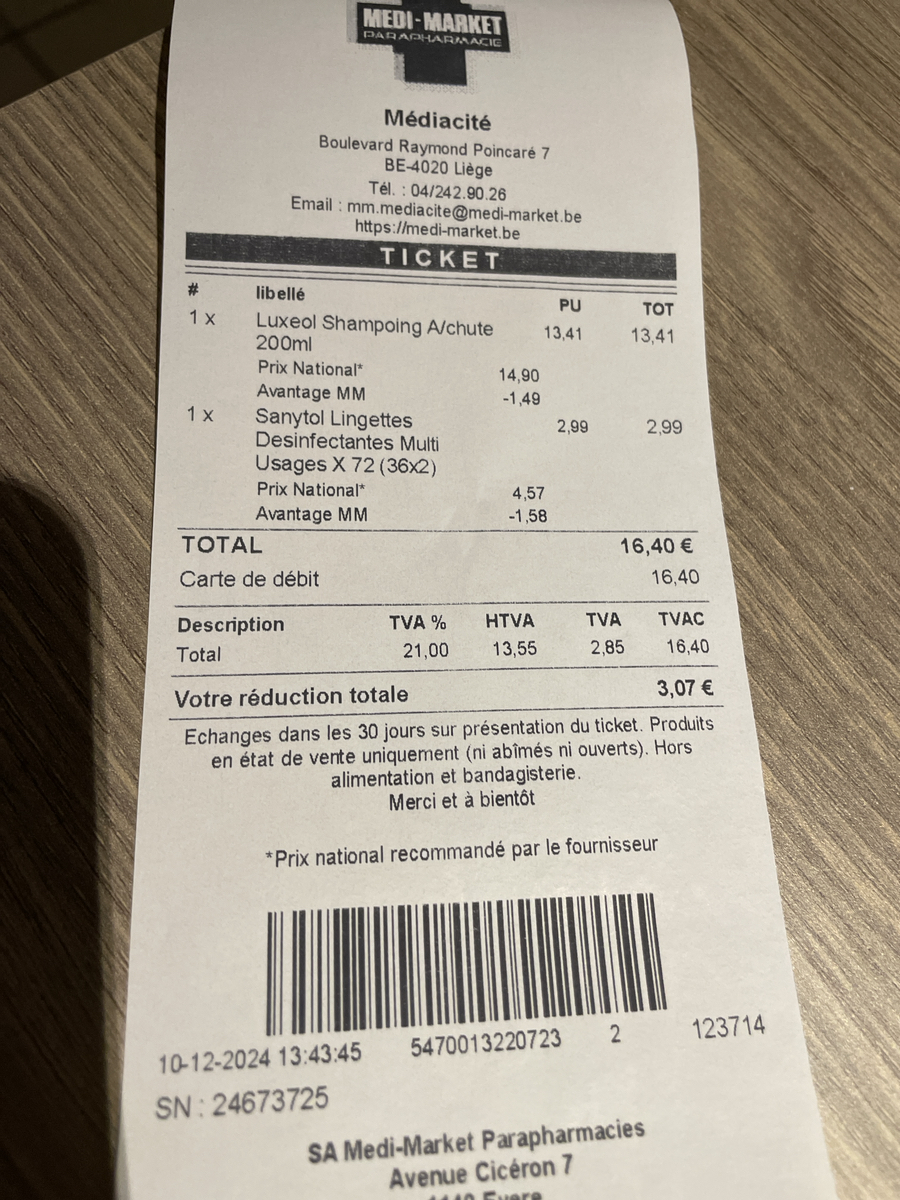 MEDI-MARKET
PARAPHARMACIE
Médiacité
Boulevard Raymond Poincaré 7
BE-4020 Liège
Tél. : 04/242.90.26
Email : mm.mediacite@medi-market.be
https://medi-market.be
TICKET
# libellé PU TOT
1 x Luxeol Shampoing A/chute 13,41 13,41
200ml
Prix National* 14,90
Avantage MM -1,49
1 x Sanytol Lingettes 2,99 2,99
Desinfectantes Multi
Usages X 72 (36x2)
Prix National* 4,57
Avantage MM -1,58
TOTAL 16,40 €
Carte de débit 16,40
Description TVA % HTVA TVA TVAC
Total 21,00 13,55 2,85 16,40
Votre réduction totale 3,07 €
Echanges dans les 30 jours sur présentation du ticket. Produits
en état de vente uniquement (ni abîmés ni ouverts). Hors
alimentation et bandagisterie.
Merci et à bientôt
*Prix national recommandé par le fournisseur
10-12-2024 13:43:45 5470013220723 2 123714
SN : 24673725
SA Medi-Market Parapharmacies
Avenue Cicéron 7
1140 Evere